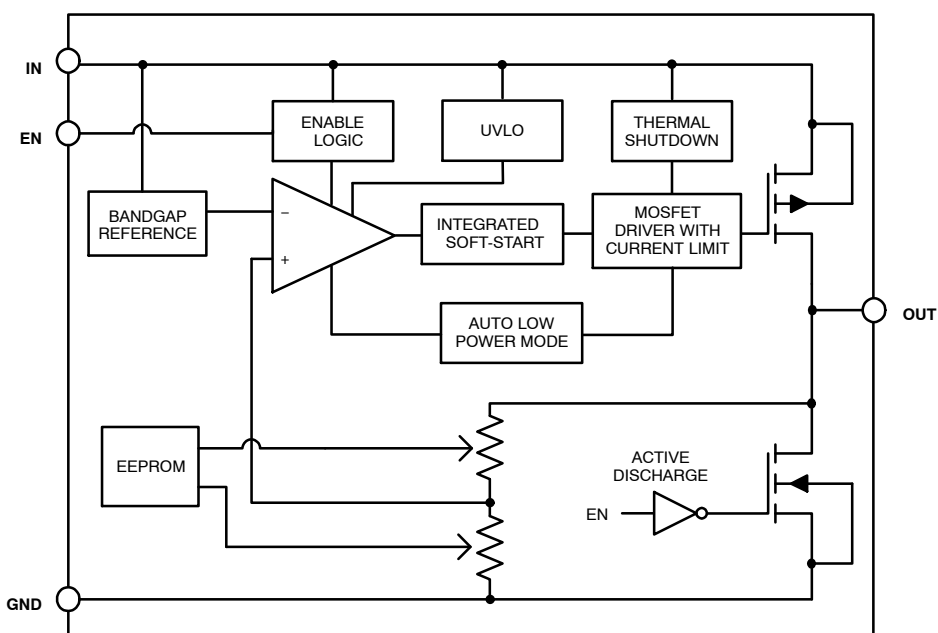 IN
EN
ENABLE
LOGIC
UVLO
THERMAL
SHUTDOWN
BANDGAP
REFERENCE
−
+
INTEGRATED
SOFT-START
MOSFET
DRIVER WITH
CURRENT LIMIT
AUTO LOW
POWER MODE
OUT
EEPROM
ACTIVE
DISCHARGE
EN
GND